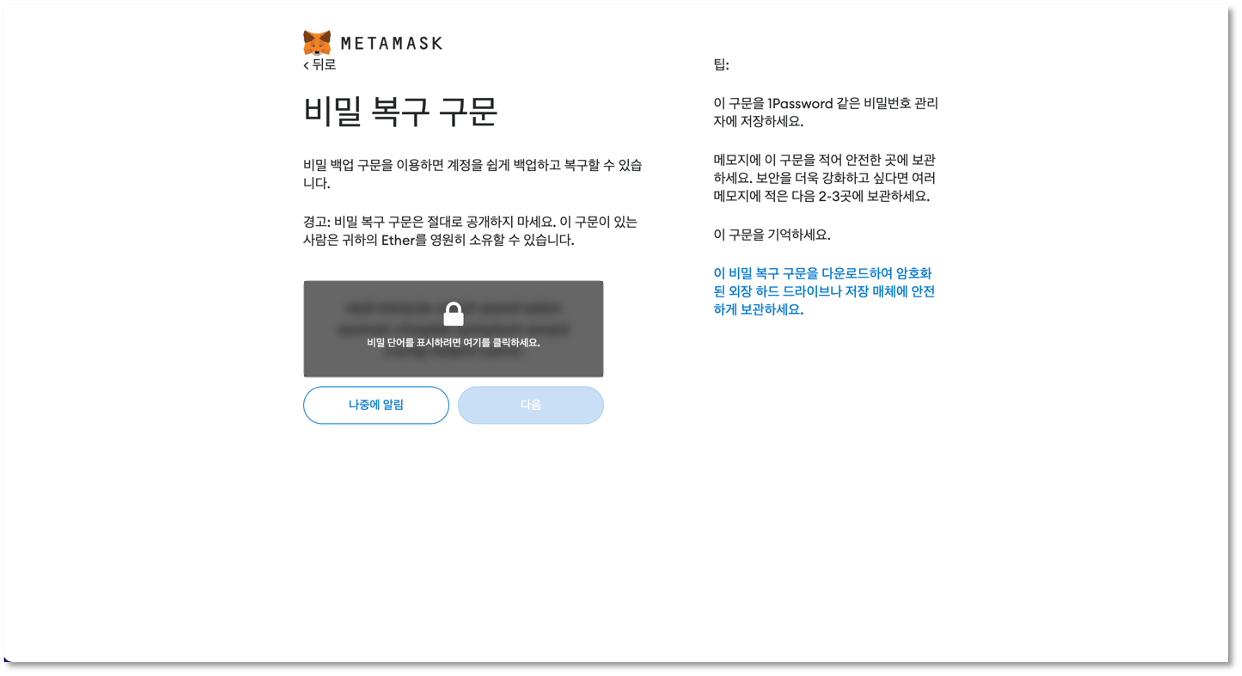 METAMASK
< 뒤로
비밀 복구 구문
비밀 백업 구문을 이용하면 계정을 쉽게 백업하고 복구할 수 있습
니다.
경고: 비밀 복구 구문은 절대로 공개하지 마세요. 이 구문이 있는
사람은 귀하의 Ether를 영원히 소유할 수 있습니다.
비밀 단어를 표시하려면 여기를 클릭하세요.
나중에 알림
다음
팁:
이 구문을 1Password 같은 비밀번호 관리
자에 저장하세요.
메모지에 이 구문을 적어 안전한 곳에 보관
하세요. 보안을 더욱 강화하고 싶다면 여러
메모지에 적은 다음 2-3곳에 보관하세요.
이 구문을 기억하세요.
이 비밀 복구 구문을 다운로드하여 암호화
된 외장 하드 드라이브나 저장 매체에 안전
하게 보관하세요.